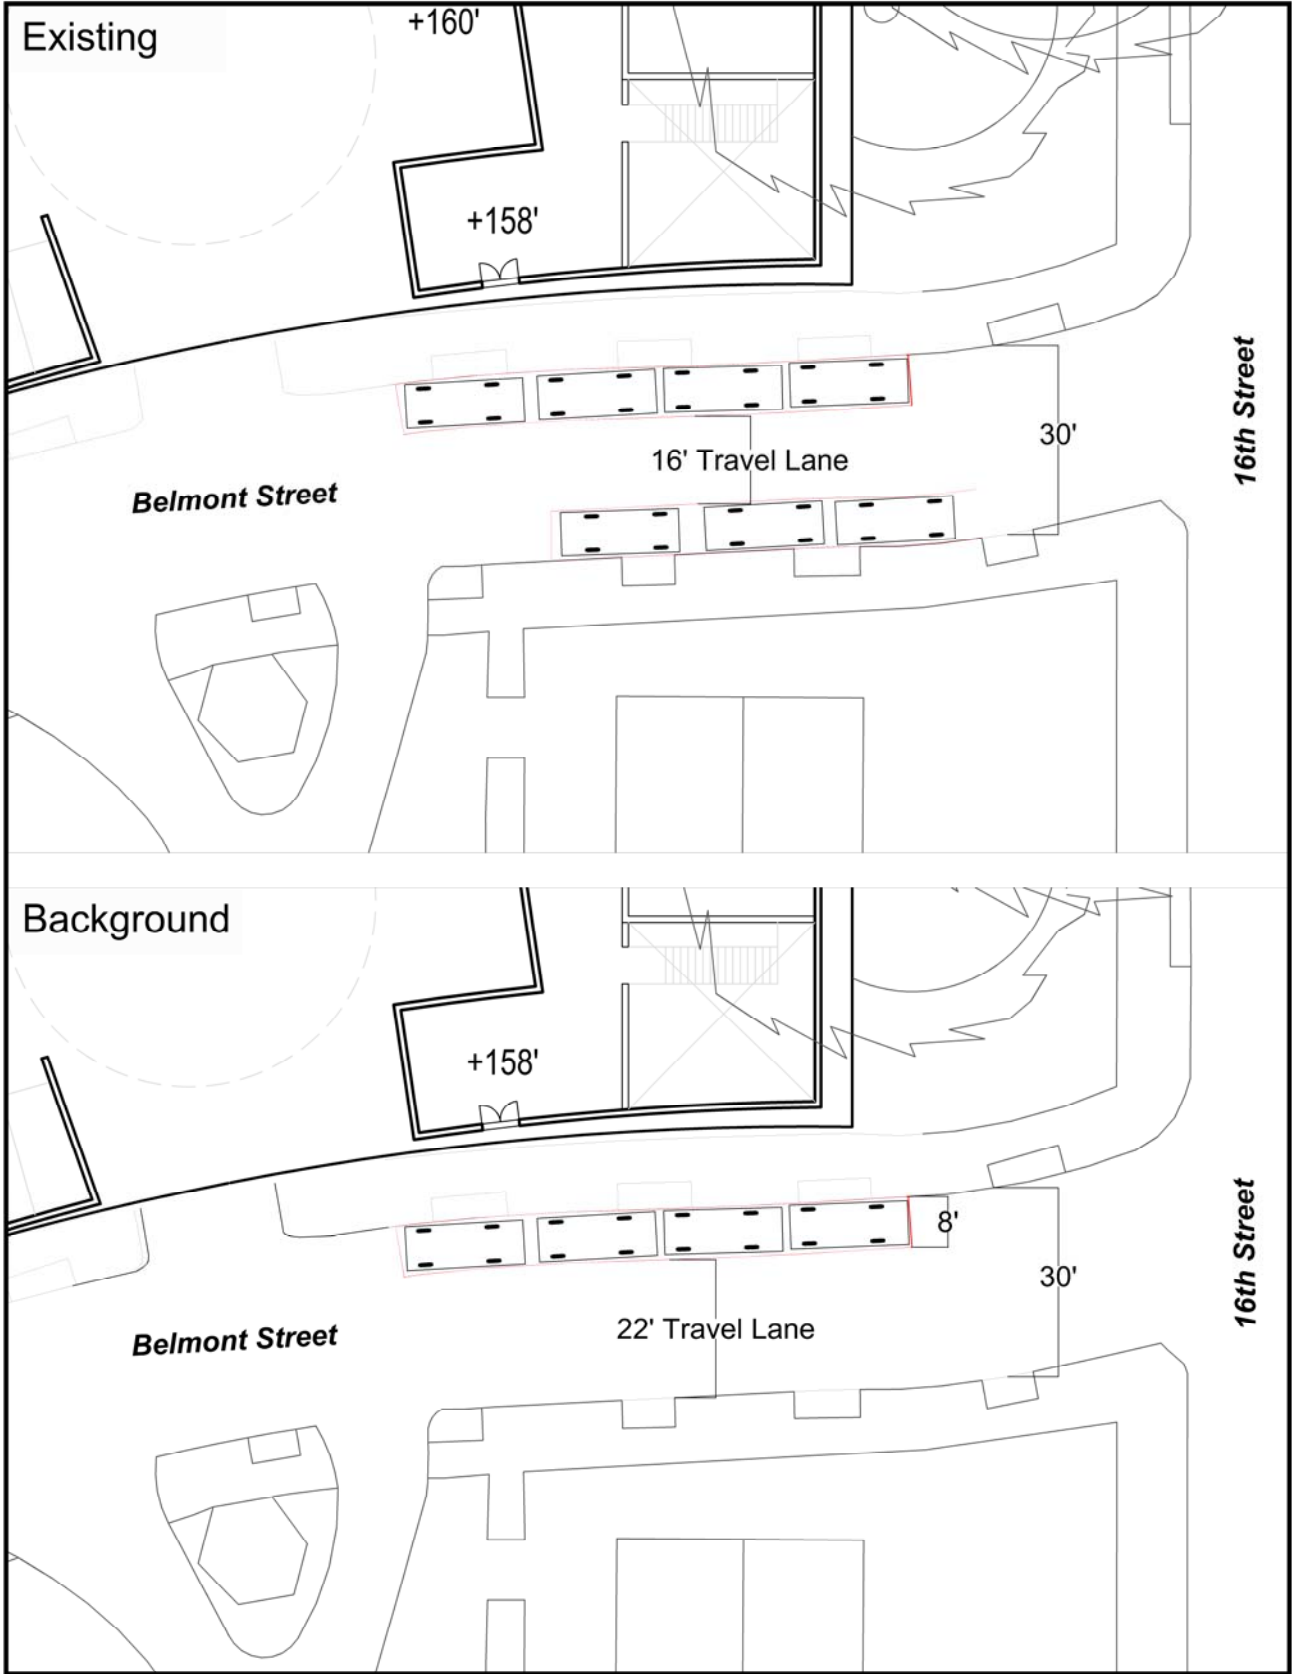 Existing
+160'
+158'
16th Street
30'
16' Travel Lane
Belmont Street
Background
+158'
8'
16th Street
30'
22' Travel Lane
Belmont Street